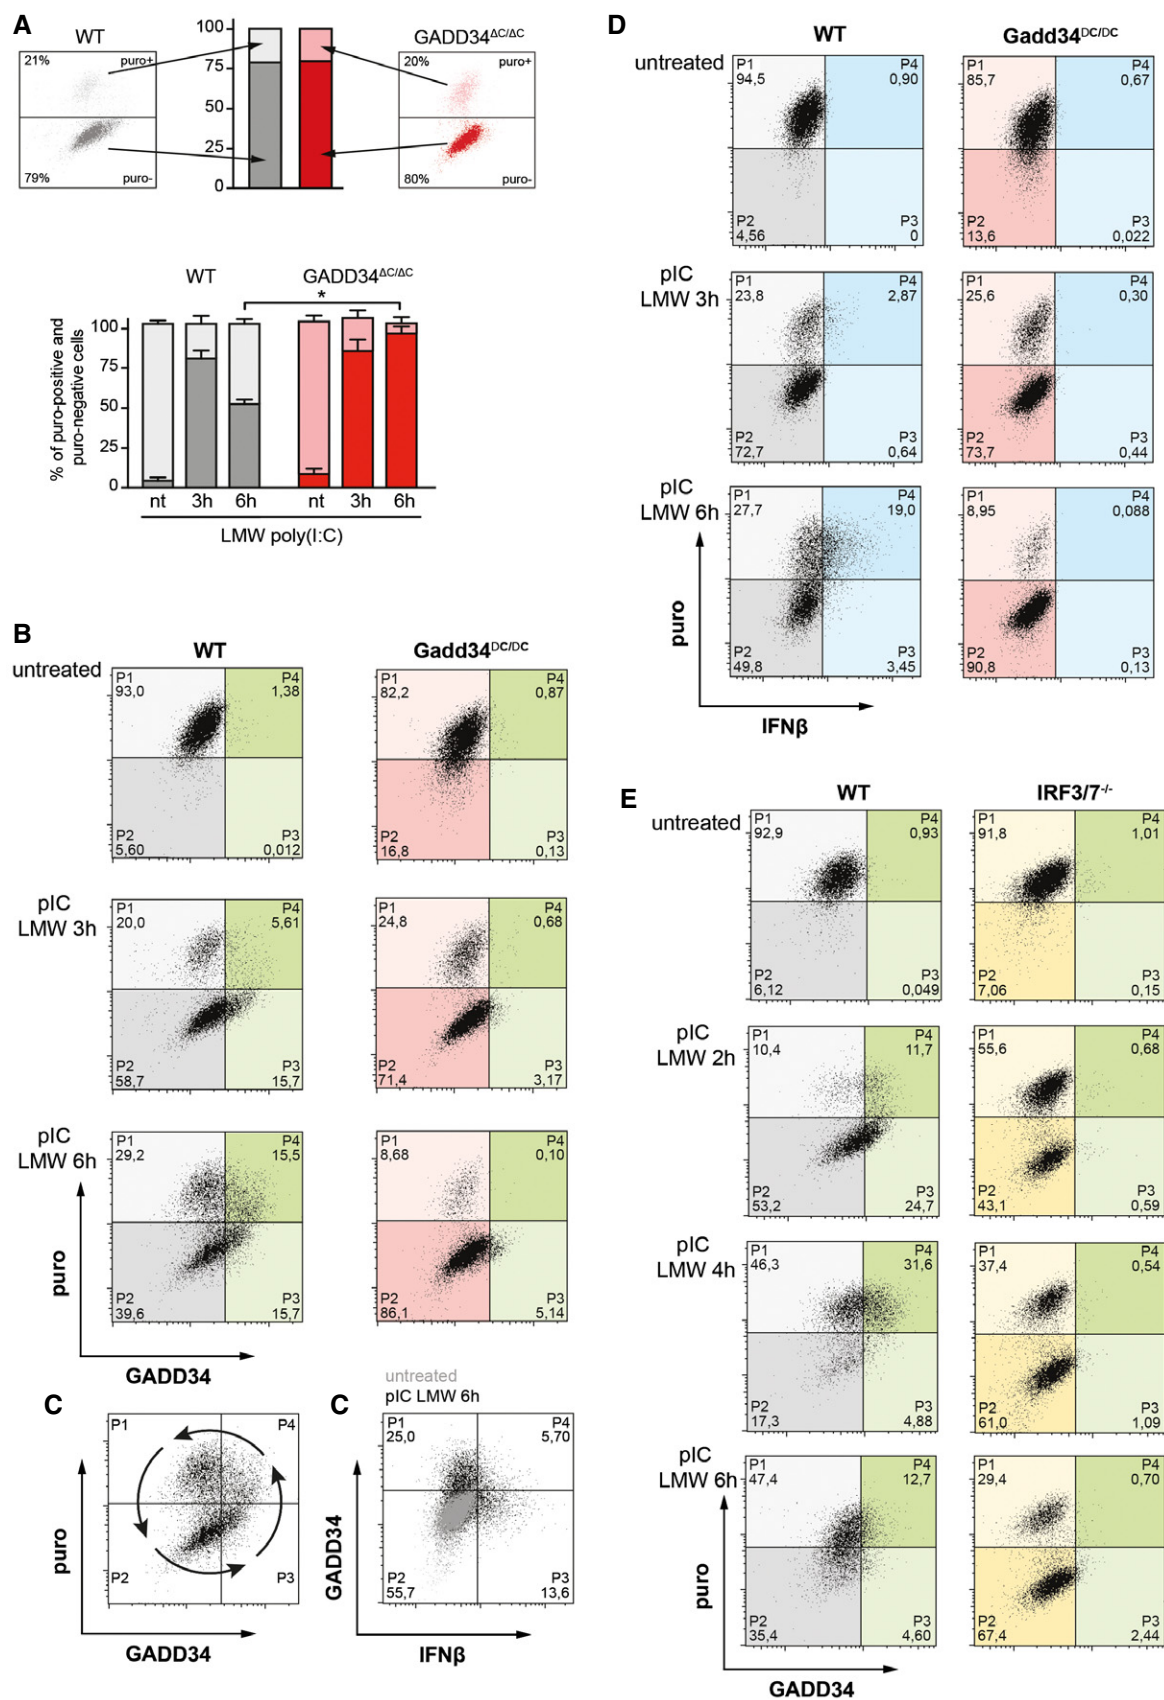 A
WT
21%
puro+
79%
puro-
100
75
50
25
0
GADD34ΔC/ΔC
20%
puro+
80%
puro-
WT
GADD34ΔC/ΔC
*
% of puro-positive and
puro-negative cells
100
75
50
25
0
nt
3h
6h
nt
3h
6h
LMW poly(I:C)
B
WT
Gadd34DC/DC
untreated
P1
93,0
P4
1,38
P2
5,60
P3
0,012
P1
82,2
P4
0,87
P2
16,8
P3
0,13
pIC
LMW 3h
P1
20,0
P4
5,61
P2
58,7
P3
15,7
P1
24,8
P4
0,68
P2
71,4
P3
3,17
pIC
LMW 6h
P1
29,2
P4
15,5
P2
39,6
P3
15,7
P1
8,68
P4
0,10
P2
86,1
P3
5,14
puro
GADD34
C
P1
P4
P2
P3
puro
GADD34
C
untreated
pIC LMW 6h
P1
25,0
P4
5,70
P2
55,7
P3
13,6
GADD34
IFNβ
D
WT
Gadd34DC/DC
untreated
P1
94,5
P4
0,90
P2
4,56
P3
0
P1
85,7
P4
0,67
P2
13,6
P3
0,022
pIC
LMW 3h
P1
23,8
P4
2,87
P2
72,7
P3
0,64
P1
25,6
P4
0,30
P2
73,7
P3
0,44
pIC
LMW 6h
P1
27,7
P4
19,0
P2
49,8
P3
3,45
P1
8,95
P4
0,088
P2
90,8
P3
0,13
puro
IFNβ
E
WT
IRF3/7-/-
untreated
P1
92,9
P4
0,93
P2
6,12
P3
0,049
P1
91,8
P4
1,01
P2
7,06
P3
0,15
pIC
LMW 2h
P1
10,4
P4
11,7
P2
53,2
P3
24,7
P1
55,6
P4
0,68
P2
43,1
P3
0,59
pIC
LMW 4h
P1
46,3
P4
31,6
P2
17,3
P3
4,88
P1
37,4
P4
0,54
P2
61,0
P3
1,09
pIC
LMW 6h
P1
47,4
P4
12,7
P2
35,4
P3
4,60
P1
29,4
P4
0,70
P2
67,4
P3
2,44
puro
GADD34